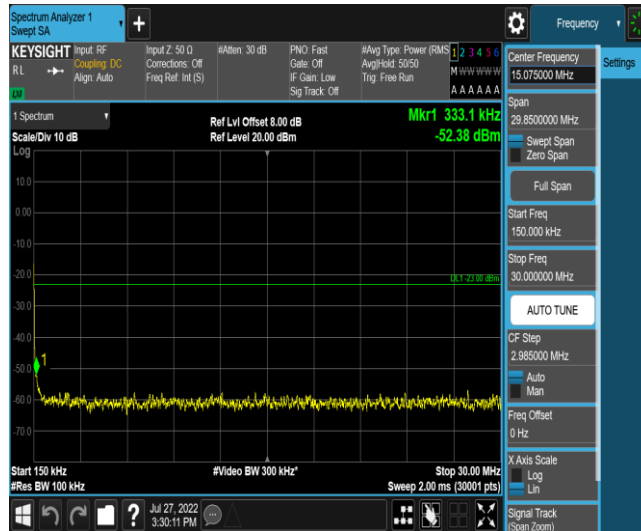 Spectrum Analyzer 1
Swept SA
Frequency
KEYSIGHT
RL
LXI
Input: RF
Coupling: DC
Align: Auto
Input Z: 50 Ω
Corrections: Off
Freq Ref: Int (S)
#Atten: 30 dB
PNO: Fast
Gate: Off
IF Gain: Low
Sig Track: Off
#Avg Type: Power (RMS
Avg|Hold: 50/50
Trig: Free Run
1 2 3 4 5 6
M W W W W W
A A A A A A
Center Frequency
15.075000 MHz
Settings
Span
29.8500000 MHz
Swept Span
Zero Span
Full Span
Start Freq
150.000 kHz
Stop Freq
30.000000 MHz
AUTO TUNE
CF Step
2.985000 MHz
Auto
Man
Freq Offset
0 Hz
X Axis Scale
Log
Lin
Signal Track
(Span Zoom)
1 Spectrum
Scale/Div 10 dB
Log
Ref Lvl Offset 8.00 dB
Ref Level 20.00 dBm
Mkr1 333.1 kHz
-52.38 dBm
10.0
0.00
-10.0
-20.0
DL1 -23.00 dBm
-30.0
-40.0
-50.0
1
-60.0
-70.0
Start 150 kHz
#Res BW 100 kHz
#Video BW 300 kHz*
Stop 30.00 MHz
Sweep 2.00 ms (30001 pts)
?
Jul 27, 2022
3:30:11 PM